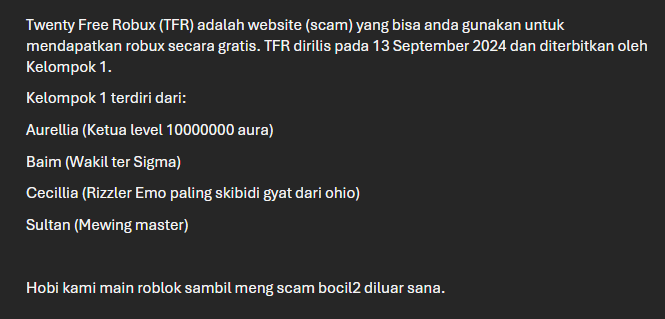 Twenty Free Robux (TFR) adalah website (scam) yang bisa anda gunakan untuk
mendapatkan robux secara gratis. TFR dirilis pada 13 September 2024 dan diterbitkan oleh
Kelompok 1.
Kelompok 1 terdiri dari:
Aurellia (Ketua level 10000000 aura)
Baim (Wakil ter Sigma)
Cecillia (Rizzler Emo paling skibidi gyat dari ohio)
Sultan (Mewing master)
Hobi kami main roblok sambil meng scam bocil2 diluar sana.